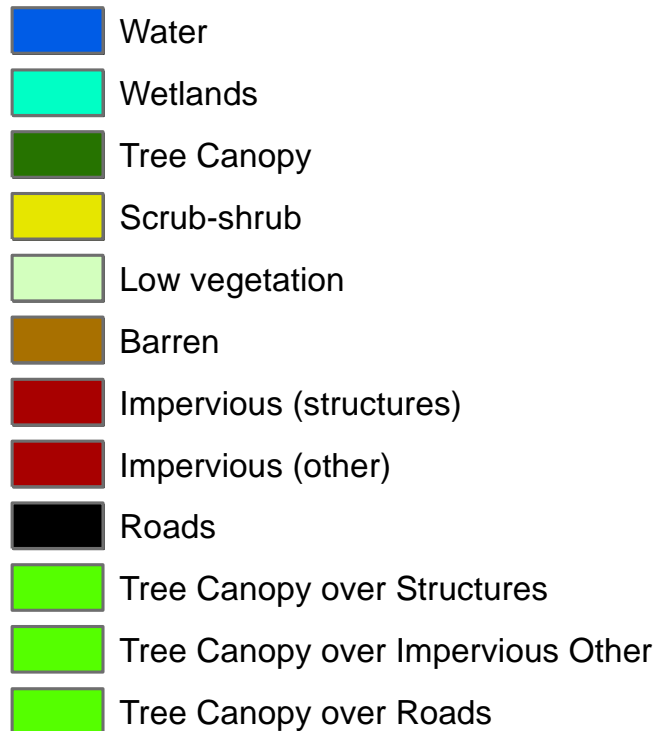 Water
Wetlands
Tree Canopy
Scrub-shrub
Low vegetation
Barren
Impervious (structures)
Impervious (other)
Roads
Tree Canopy over Structures
Tree Canopy over Impervious Other
Tree Canopy over Roads